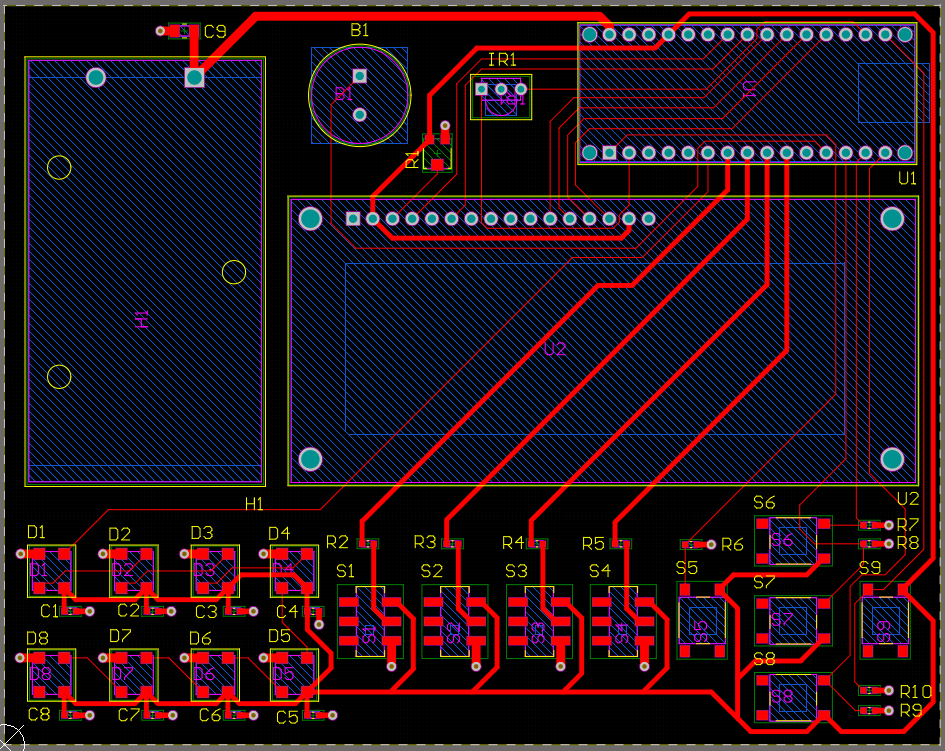 C9
B1
B1
IR1
U1
R1
U1
H1
U2
H1
U2
S6
D1
D2
D3
D4
R2
R3
R4
R5
R6
S6
R7
R8
D1
D2
D3
D4
S1
S2
S3
S4
S5
S7
S9
C1
C2
C3
C4
S1
S2
S3
S4
S5
S7
S9
D8
D7
D6
D5
S8
D8
D7
D6
D5
S8
R10
R9
C8
C7
C6
C5